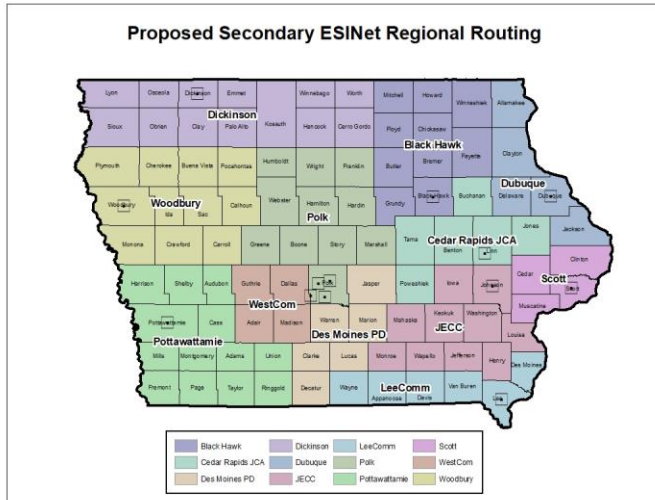 Proposed Secondary ESINet Regional Routing
Lyon Osceola Dickinson Emmet Winnebago Worth Mitchell Howard Winneshiek Allamakee
Dickinson Kossuth
Sioux Obrien Clay Palo Alto Hancock Cerro Gordo Floyd Chickasaw
Black Hawk Fayette Clayton
Plymouth Cherokee Buena Vista Pocahontas Humboldt Wright Franklin Butler Bremer
Dubuque
Woodbury Woodbury Ida Sac Calhoun Webster Hamilton Hardin Grundy Black Hawk Buchanan Delaware Dubuque
Polk
Monona Crawford Carroll Greene Boone Story Marshall Tama Benton Linn Jones Jackson
Cedar Rapids JCA
Harrison Shelby Audubon Guthrie Dallas Polk Jasper Poweshiek Iowa Johnson Cedar Clinton Scott
WestCom Scott
Muscatine
Pottawattamie Cass Adair Madison Warren Marion Mahaska Keokuk Washington Louisa
Des Moines PD JECC
Pottawattamie
Mills Montgomery Adams Union Clarke Lucas Monroe Wapello Jefferson Henry Des Moines
Fremont Page Taylor Ringgold Decatur Wayne Appanoose Davis Van Buren Lee
LeeComm
Black Hawk Dickinson LeeComm Scott
Cedar Rapids JCA Dubuque Polk WestCom
Des Moines PD JECC Pottawattamie Woodbury